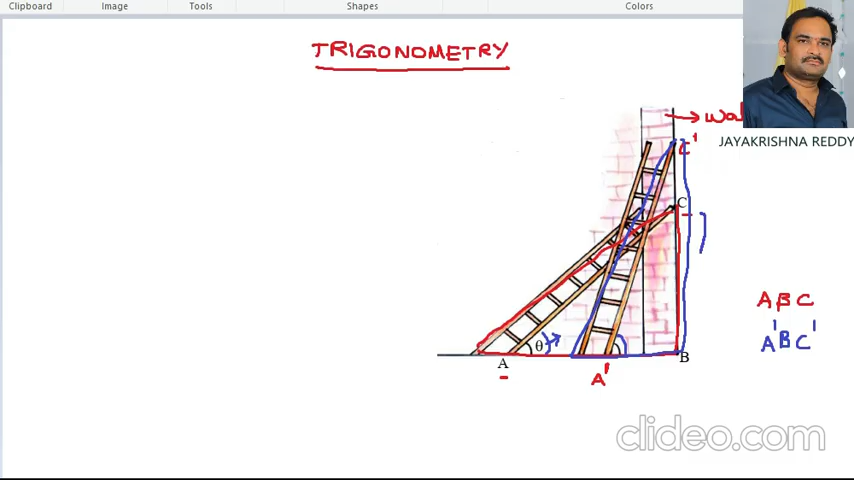 Clipboard
Image
Tools
Shapes
Colors
TRIGONOMETRY
JAYAKRISHNA REDDY
C'
C
ABC
A'BC'
θ
B
A
A'
clideo.com